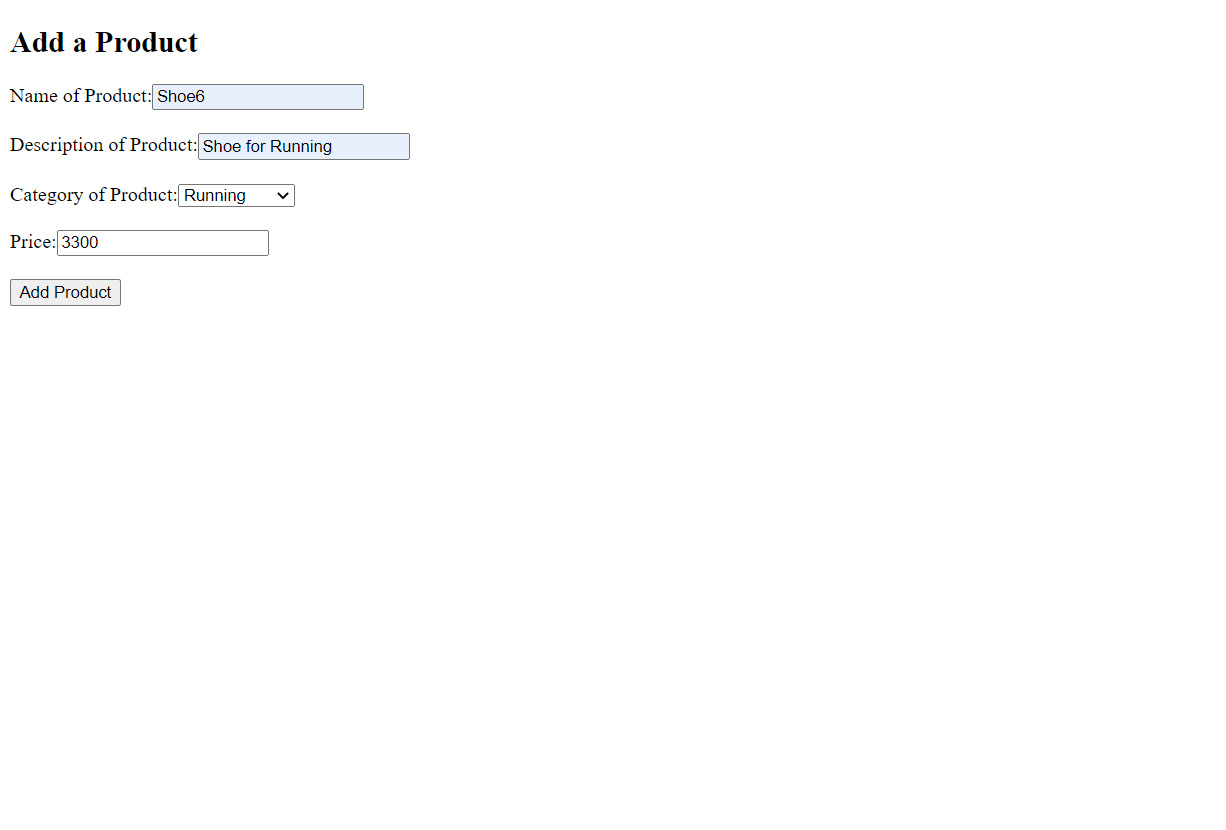 Add a Product
Name of Product: Shoe6
Description of Product: Shoe for Running
Category of Product: Running
Price: 3300
Add Product